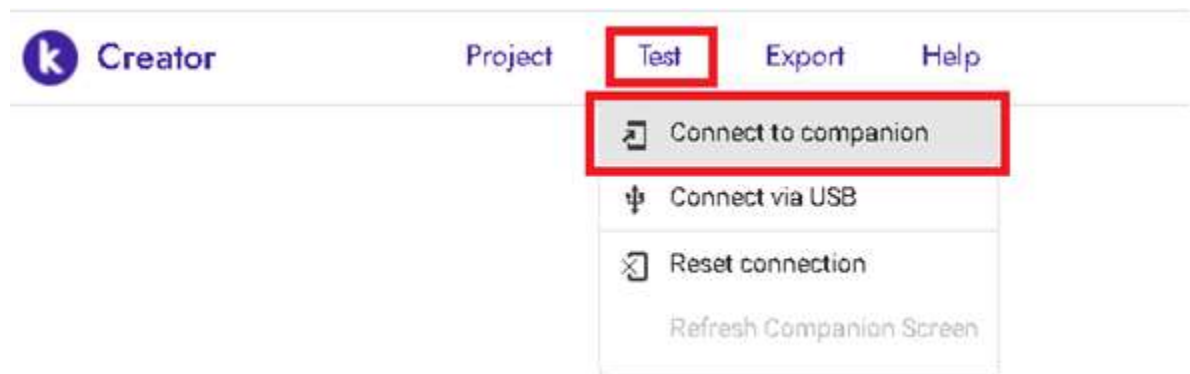 k Creator Project Test Export Help
Connect to companion
Connect via USB
Reset connection
Refresh Companion Screen